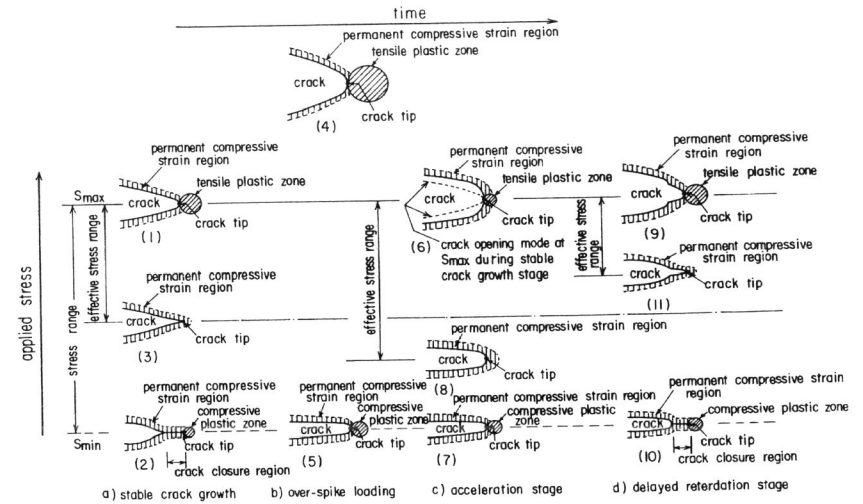 time
permanent compressive strain region
tensile plastic zone
crack
crack tip
(4)
applied stress
Smax
stress range
effective stress range
Smin
permanent compressive
strain region
tensile plastic zone
crack
crack tip
(1)
permanent compressive
strain region
crack
crack tip
(3)
permanent compressive
strain region
compressive
plastic zone
crack tip
(2)
crack closure region
a) stable crack growth
permanent compressive
strain region
compressive
plastic zone
crack
crack tip
(5)
b) over-spike loading
effective stress range
permanent compressive
strain region
tensile plastic zone
crack
crack tip
(6)
crack opening mode at
Smax during stable
crack growth stage
permanent compressive strain region
crack
crack tip
(8)
permanent compressive strain region
compressive plastic
zone
crack
crack tip
(7)
c) acceleration stage
permanent compressive
strain region
tensile plastic zone
crack
crack tip
(9)
effective stress
range
permanent compressive
strain region
crack
crack tip
(11)
permanent compressive strain
region
compressive plastic zone
crack
crack tip
(10)
crack closure region
d) delayed reterdation stage